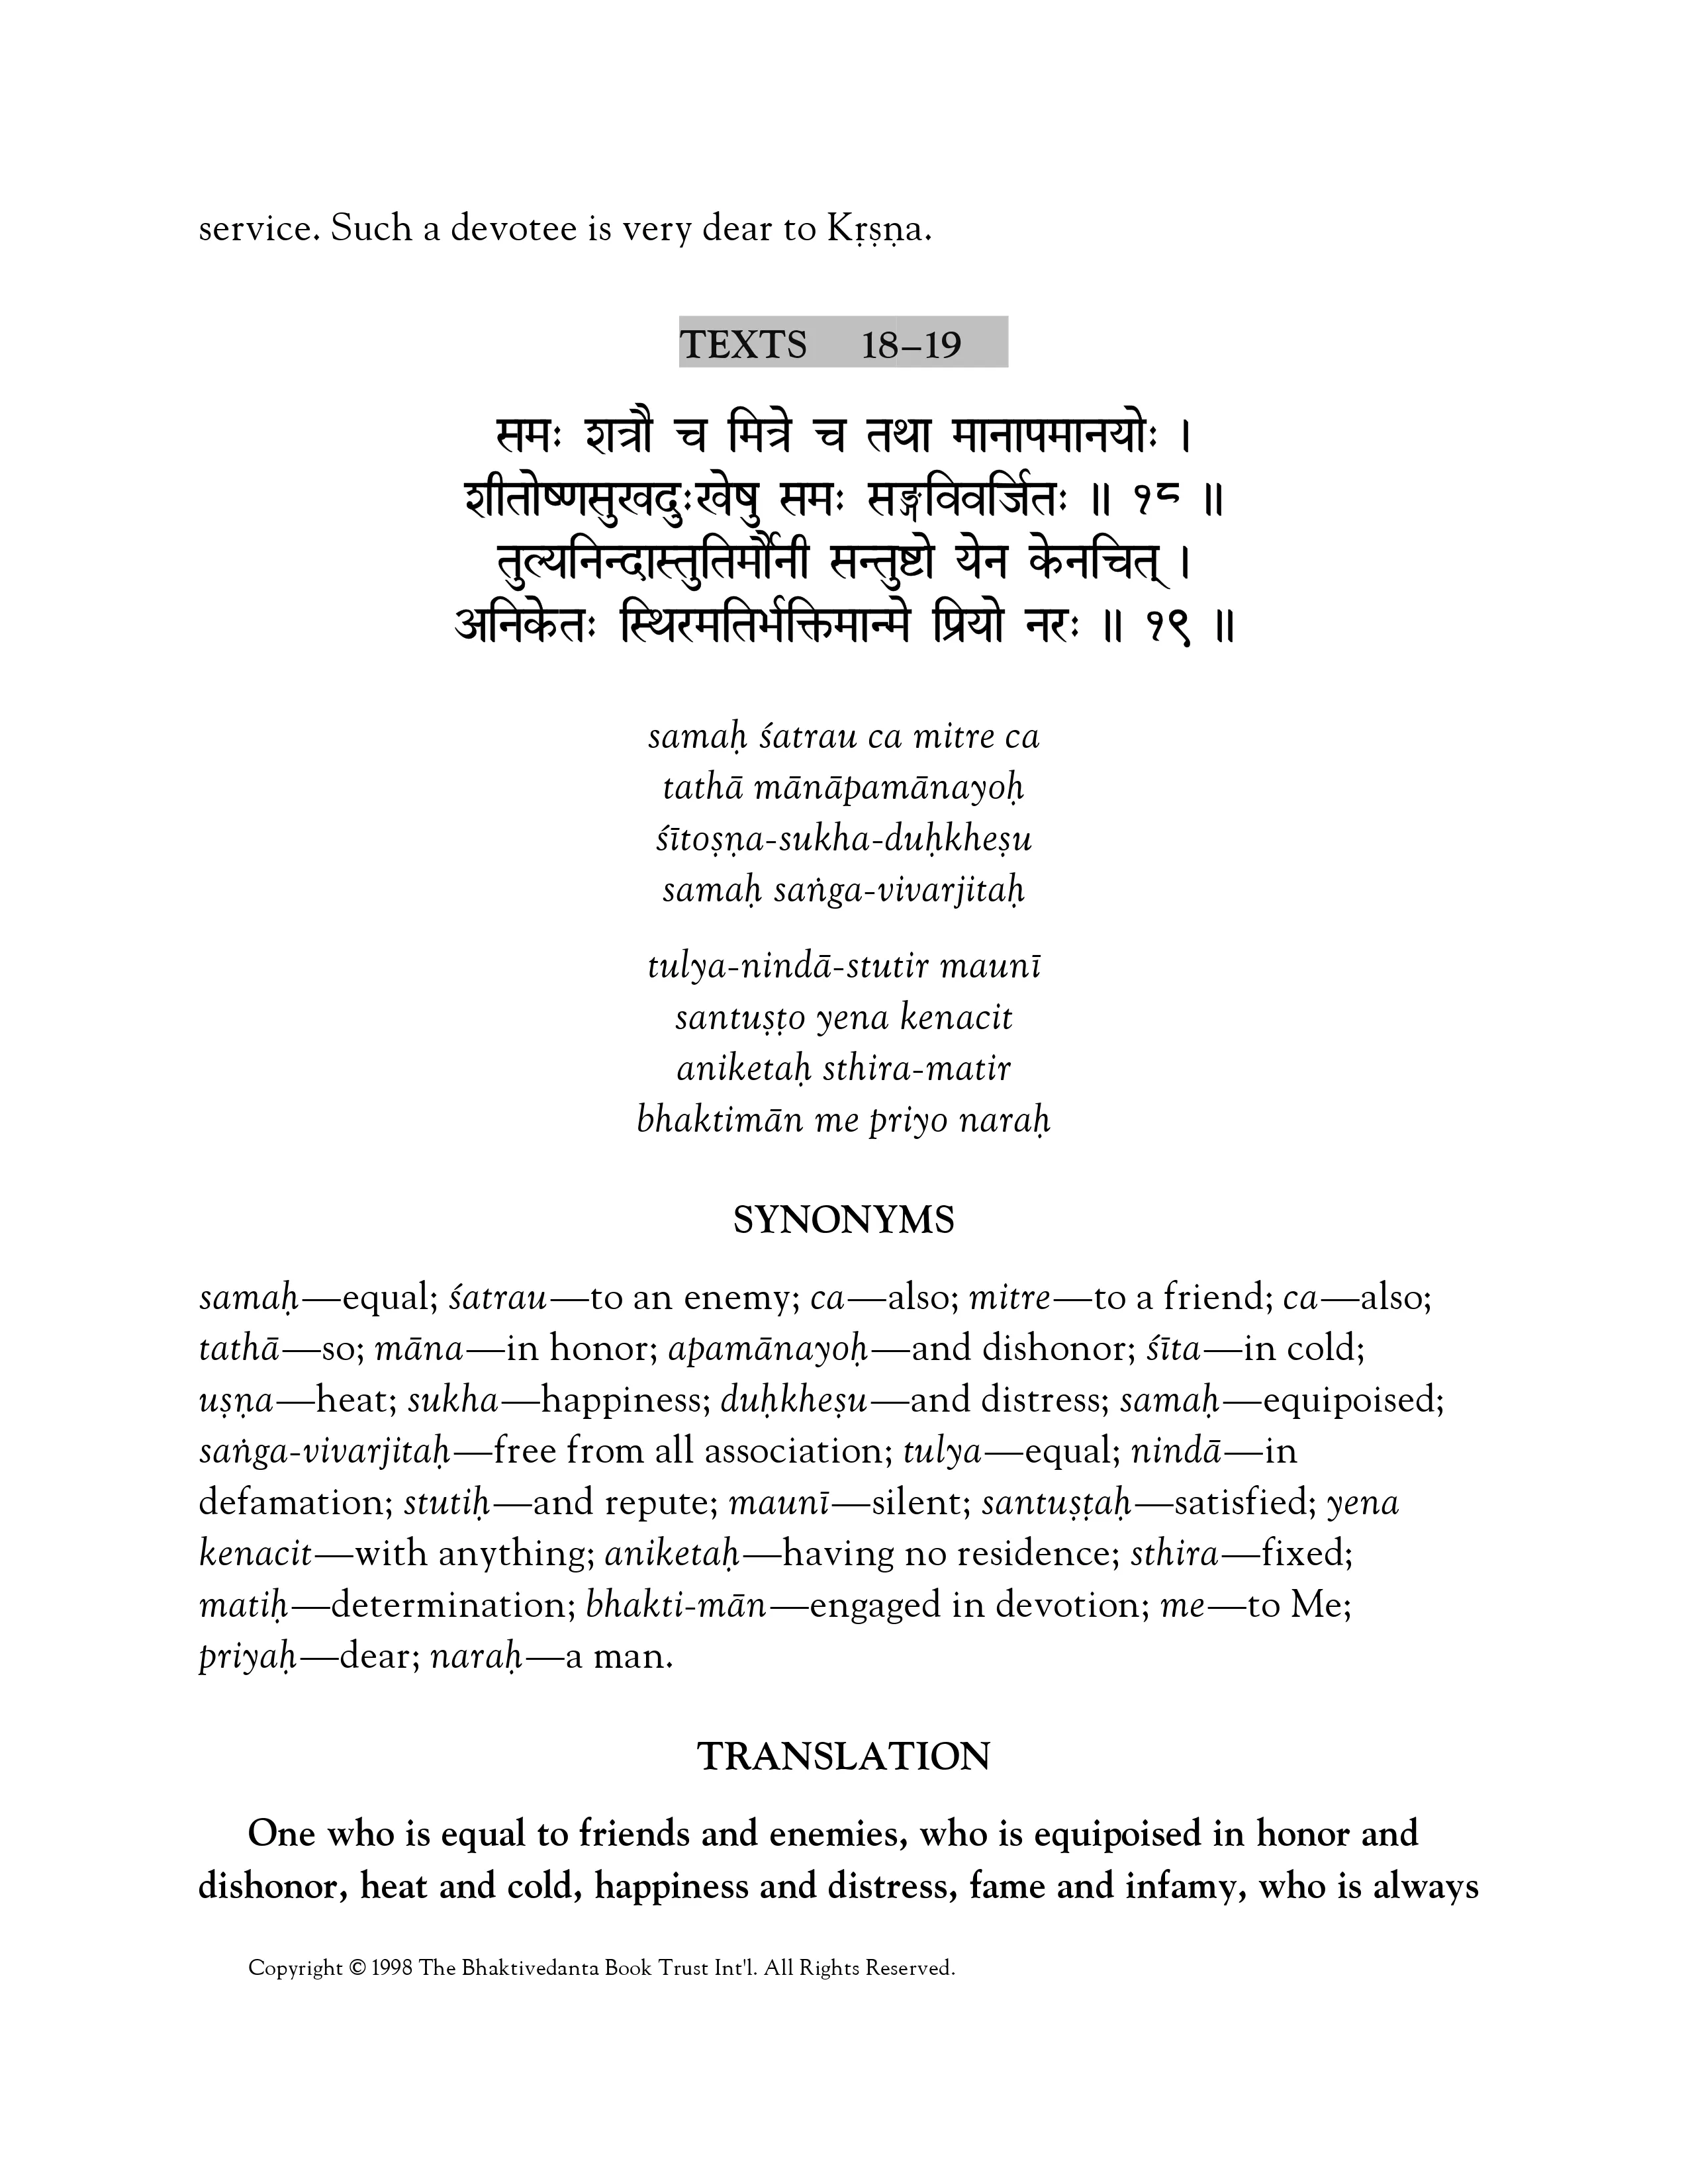 service. Such a devotee is very dear to Kṛṣṇa.
TEXTS 18–19
समः शत्रौ च मित्रे च तथा मानापमानयोः ।
शीतोष्णसुखदुःखेषु समः सङ्गविवर्जितः ॥ १८ ॥
तुल्यनिन्दास्तुतिर्मौनी सन्तुष्टो येन केनचित् ।
अनिकेतः स्थिरमतिर्भक्तिमान्मे प्रियो नरः ॥ १९ ॥
samaḥ śatrau ca mitre ca
tathā mānāpamānayoḥ
śītoṣṇa-sukha-duḥkheṣu
samaḥ saṅga-vivarjitaḥ
tulya-nindā-stutir maunī
santuṣṭo yena kenacit
aniketaḥ sthira-matir
bhaktimān me priyo naraḥ
SYNONYMS
samaḥ—equal; śatrau—to an enemy; ca—also; mitre—to a friend; ca—also;
tathā—so; māna—in honor; apamānayoḥ—and dishonor; śīta—in cold;
uṣṇa—heat; sukha—happiness; duḥkheṣu—and distress; samaḥ—equipoised;
saṅga-vivarjitaḥ—free from all association; tulya—equal; nindā—in
defamation; stutiḥ—and repute; maunī—silent; santuṣṭaḥ—satisfied; yena
kenacit—with anything; aniketaḥ—having no residence; sthira—fixed;
matiḥ—determination; bhakti-mān—engaged in devotion; me—to Me;
priyaḥ—dear; naraḥ—a man.
TRANSLATION
One who is equal to friends and enemies, who is equipoised in honor and
dishonor, heat and cold, happiness and distress, fame and infamy, who is always
Copyright © 1998 The Bhaktivedanta Book Trust Int'l. All Rights Reserved.